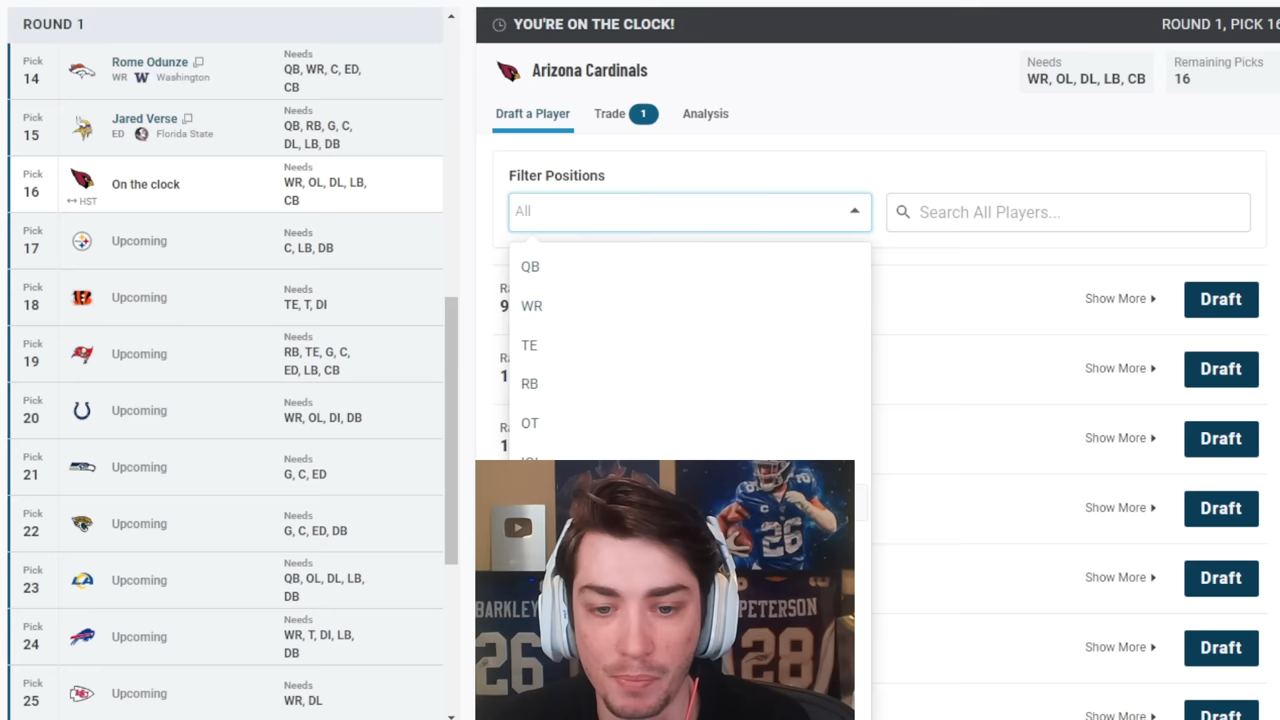 ROUND 1
Pick
14
Rome Odunze
WR W Washington
Needs
QB, WR, C, ED,
CB
Pick
15
Jared Verse
ED Florida State
Needs
QB, RB, G, C,
DL, LB, DB
Pick
16
HST
On the clock
Needs
WR, OL, DL, LB,
CB
Pick
17
Upcoming
Needs
C, LB, DB
Pick
18
Upcoming
Needs
TE, T, DI
Pick
19
Upcoming
Needs
RB, TE, G, C,
ED, LB, CB
Pick
20
Upcoming
Needs
WR, OL, DI, DB
Pick
21
Upcoming
Needs
G, C, ED
Pick
22
Upcoming
Needs
G, C, ED, DB
Pick
23
Upcoming
Needs
QB, OL, DL, LB,
DB
Pick
24
Upcoming
Needs
WR, T, DI, LB,
DB
Pick
25
Upcoming
Needs
WR, DL
YOU'RE ON THE CLOCK!
ROUND 1, PICK 16
Arizona Cardinals
Needs
WR, OL, DL, LB, CB
Remaining Picks
16
Draft a Player
Trade 1
Analysis
Filter Positions
All
Search All Players...
QB
WR
TE
RB
OT
Show More
Draft
Show More
Draft
Show More
Draft
Show More
Draft
Show More
Draft
Show More
Draft
Show More
Draft
26
BARKLEY
26
PETERSON
28